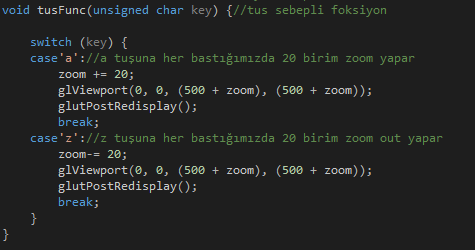 void tusFunc(unsigned char key) {//tus sebepli foksiyon
switch (key) {
case'a'://a tuşuna her bastığımızda 20 birim zoom yapar
zoom += 20;
glViewport(0, 0, (500 + zoom), (500 + zoom));
glutPostRedisplay();
break;
case'z'://z tuşuna her bastığımızda 20 birim zoom out yapar
zoom-= 20;
glViewport(0, 0, (500 + zoom), (500 + zoom));
glutPostRedisplay();
break;
}
}